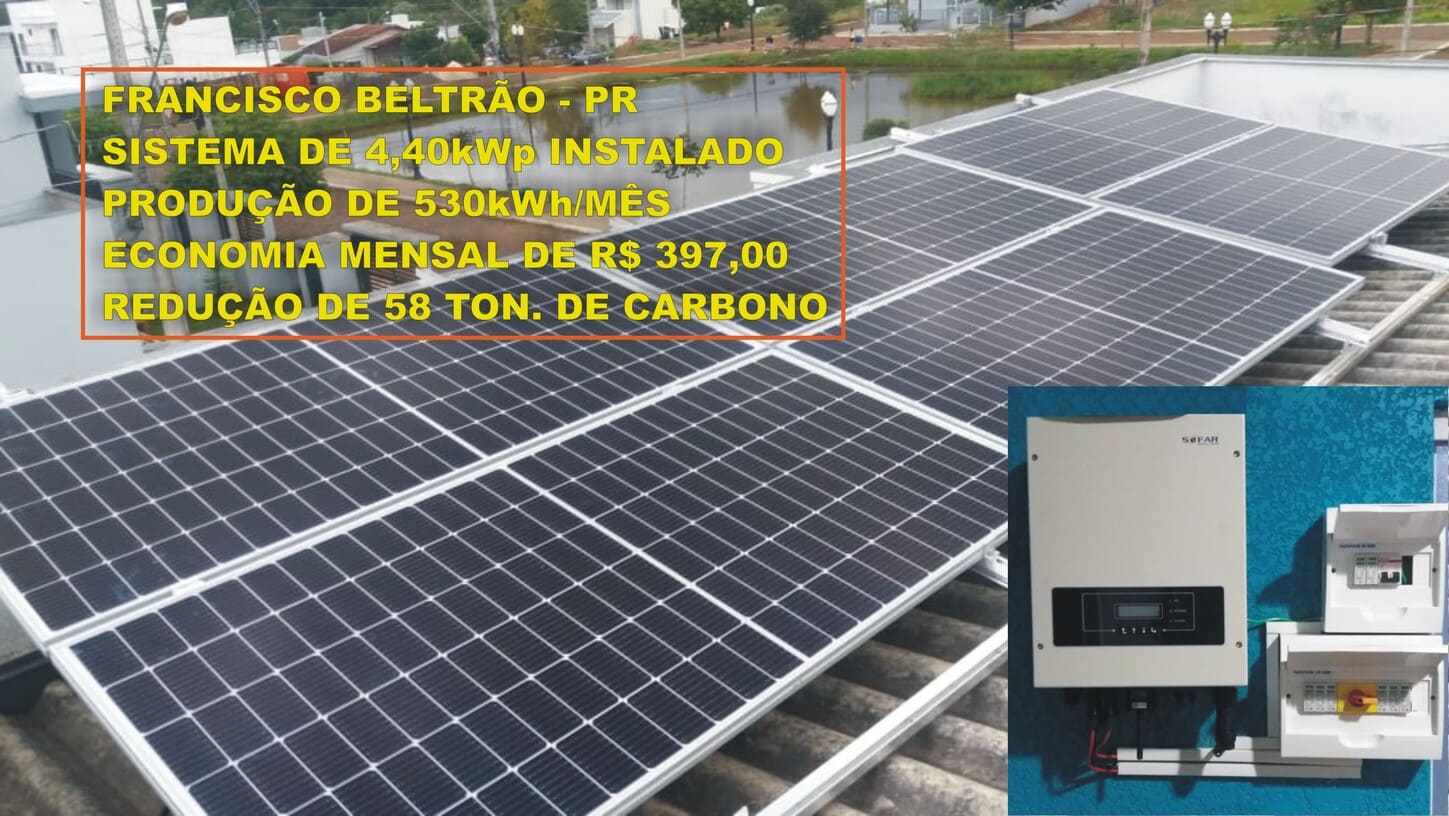 FRANCISCO BELTRÃO - PR
SISTEMA DE 4,40kWp INSTALADO
PRODUÇÃO DE 530kWh/MÊS
ECONOMIA MENSAL DE R$ 397,00
REDUÇÃO DE 58 TON. DE CARBONO
SOFAR